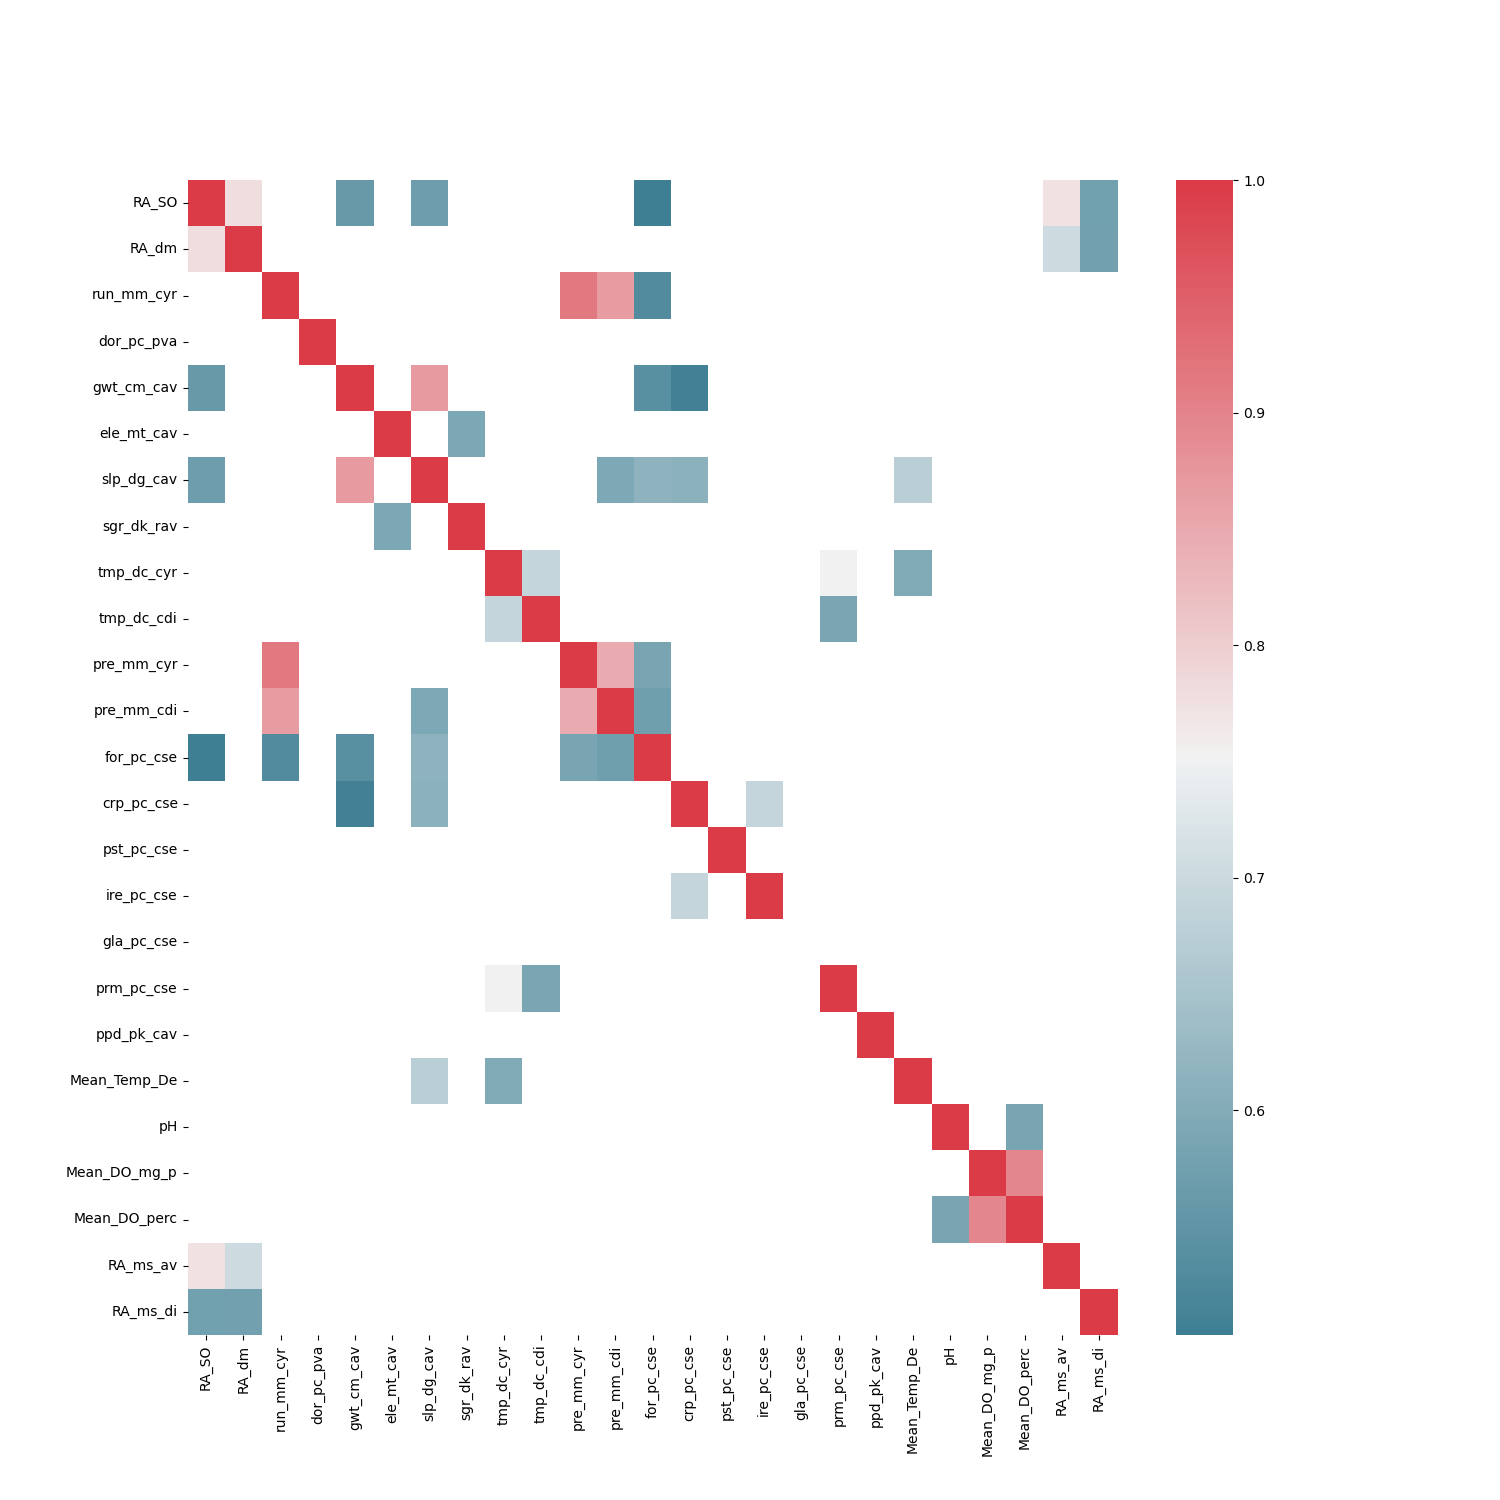 RA_SO
RA_dm
run_mm_cyr
dor_pc_pva
gwt_cm_cav
ele_mt_cav
slp_dg_cav
sgr_dk_rav
tmp_dc_cyr
tmp_dc_cdi
pre_mm_cyr
pre_mm_cdi
for_pc_cse
crp_pc_cse
pst_pc_cse
ire_pc_cse
gla_pc_cse
prm_pc_cse
ppd_pk_cav
Mean_Temp_De
pH
Mean_DO_mg_p
Mean_DO_perc
RA_ms_av
RA_ms_di
RA_SO
RA_dm
run_mm_cyr
dor_pc_pva
gwt_cm_cav
ele_mt_cav
slp_dg_cav
sgr_dk_rav
tmp_dc_cyr
tmp_dc_cdi
pre_mm_cyr
pre_mm_cdi
for_pc_cse
crp_pc_cse
pst_pc_cse
ire_pc_cse
gla_pc_cse
prm_pc_cse
ppd_pk_cav
Mean_Temp_De
pH
Mean_DO_mg_p
Mean_DO_perc
RA_ms_av
RA_ms_di
1.0
0.9
0.8
0.7
0.6